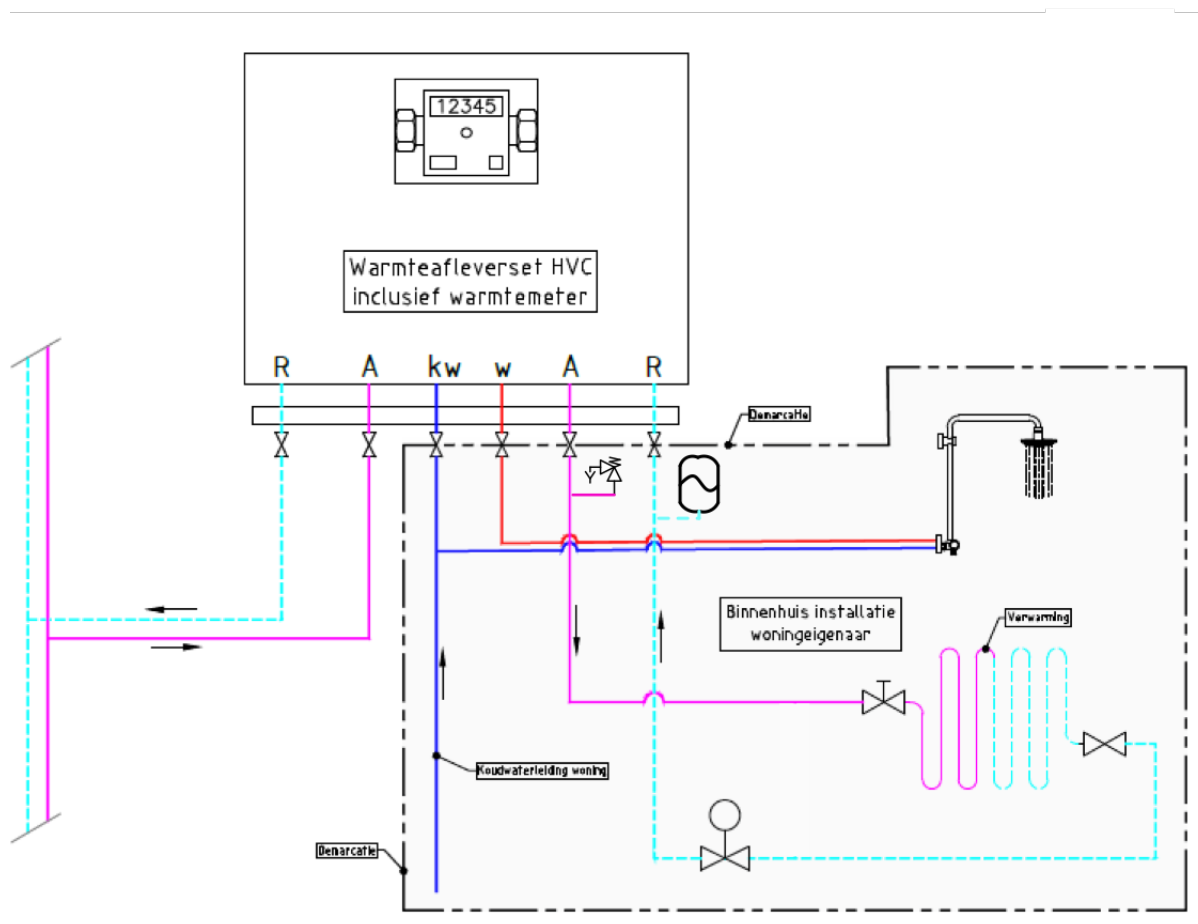 12345
Warmteafleverset HVC
inclusief warmtemeter
R A kw w A R
Demarcatie
Binnenhuis installatie
woningeigenaar
Verwarming
Koudwaterleiding woning
Demarcatie